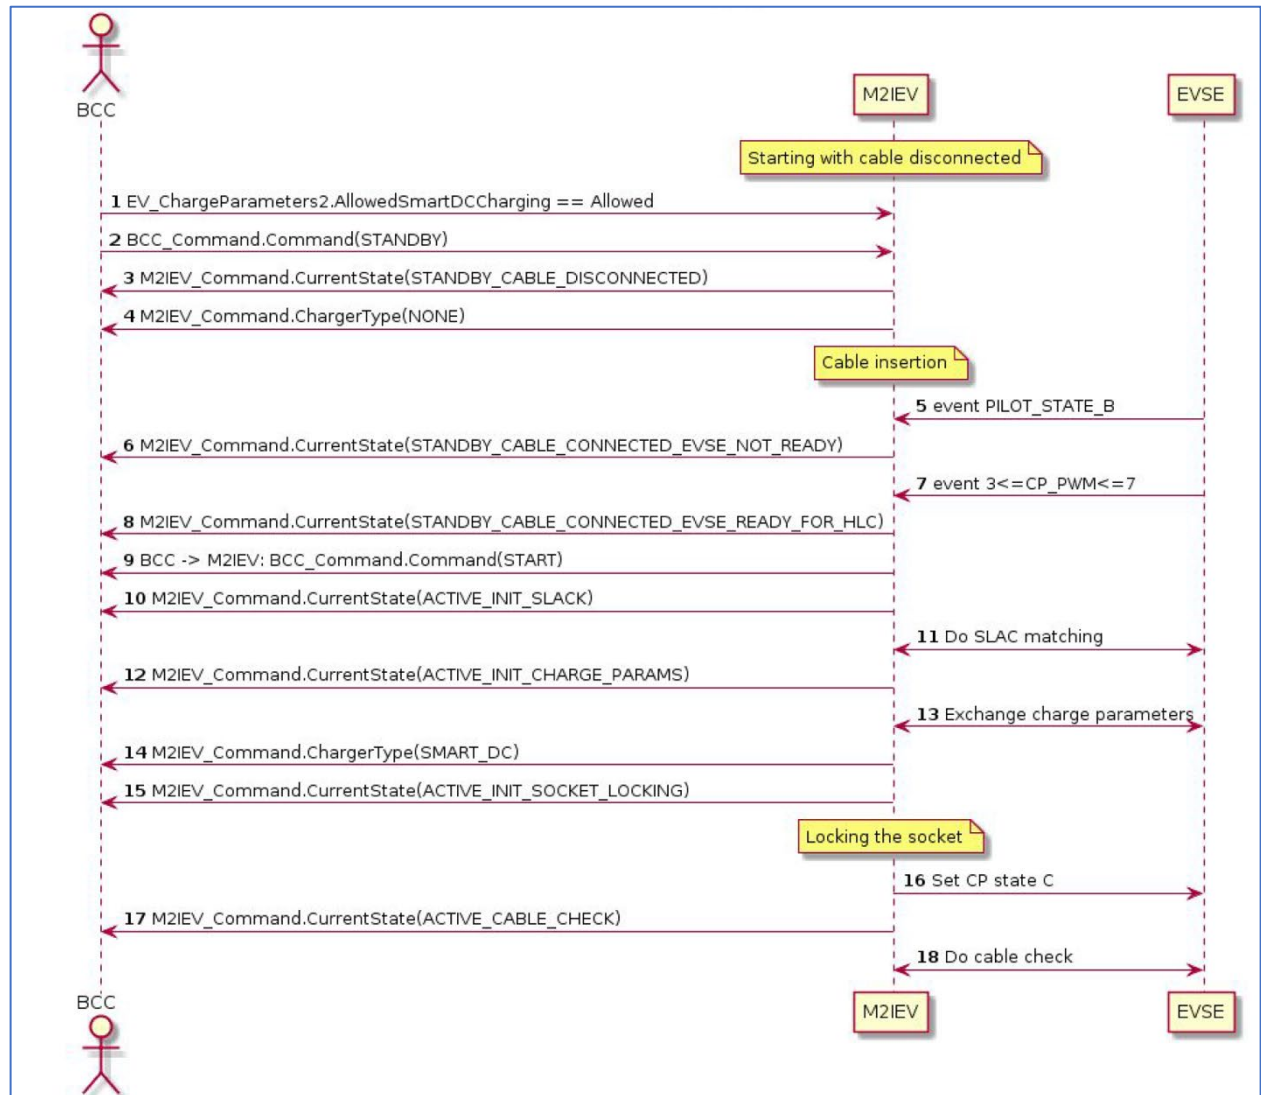 BCC
M2IEV
EVSE
Starting with cable disconnected
1 EV_ChargeParameters2.AllowedSmartDCCharging == Allowed
2 BCC_Command.Command(STANDBY)
3 M2IEV_Command.CurrentState(STANDBY_CABLE_DISCONNECTED)
4 M2IEV_Command.ChargerType(NONE)
Cable insertion
5 event PILOT_STATE_B
6 M2IEV_Command.CurrentState(STANDBY_CABLE_CONNECTED_EVSE_NOT_READY)
7 event 3<=CP_PWM<=7
8 M2IEV_Command.CurrentState(STANDBY_CABLE_CONNECTED_EVSE_READY_FOR_HLC)
9 BCC -> M2IEV: BCC_Command.Command(START)
10 M2IEV_Command.CurrentState(ACTIVE_INIT_SLACK)
11 Do SLAC matching
12 M2IEV_Command.CurrentState(ACTIVE_INIT_CHARGE_PARAMS)
13 Exchange charge parameters
14 M2IEV_Command.ChargerType(SMART_DC)
15 M2IEV_Command.CurrentState(ACTIVE_INIT_SOCKET_LOCKING)
Locking the socket
16 Set CP state C
17 M2IEV_Command.CurrentState(ACTIVE_CABLE_CHECK)
18 Do cable check
BCC
M2IEV
EVSE